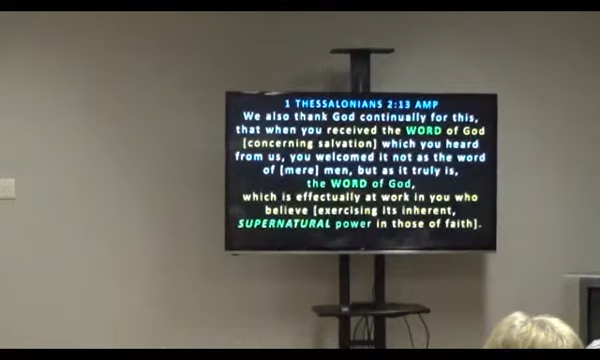 1 THESSALONIANS 2:13 AMP
We also thank God continually for this,
that when you received the WORD of God
[concerning salvation] which you heard
from us, you welcomed it not as the word
of [mere] men, but as it truly is,
the WORD of God,
which is effectually at work in you who
believe [exercising its inherent,
SUPERNATURAL power in those of faith].